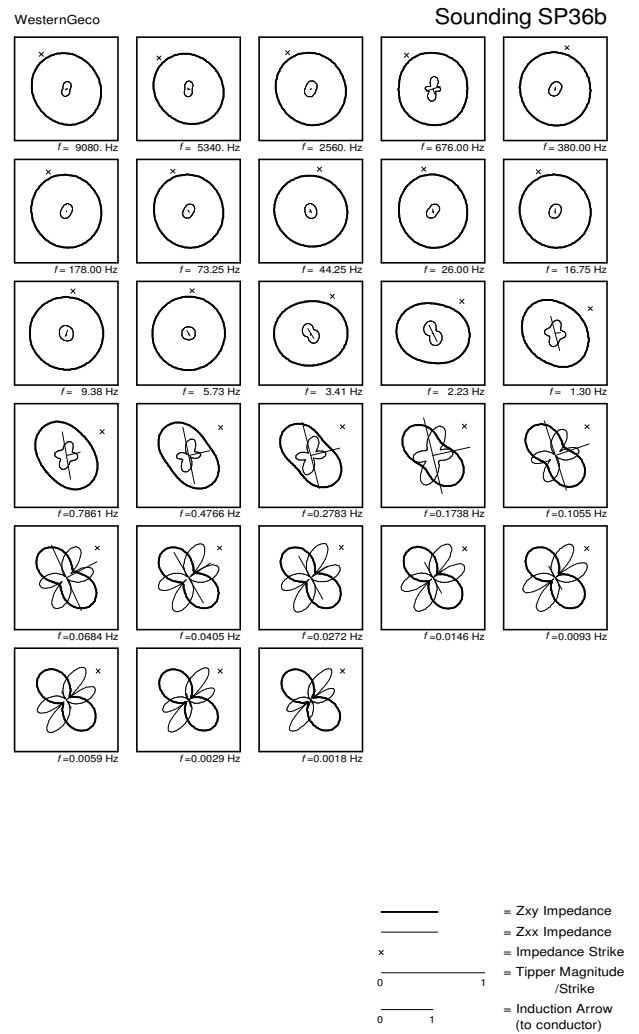 WesternGeco
Sounding SP36b
f = 9080. Hz
f = 5340. Hz
f = 2560. Hz
f = 676.00 Hz
f = 380.00 Hz
f = 178.00 Hz
f = 73.25 Hz
f = 44.25 Hz
f = 26.00 Hz
f = 16.75 Hz
f = 9.38 Hz
f = 5.73 Hz
f = 3.41 Hz
f = 2.23 Hz
f = 1.30 Hz
f =0.7861 Hz
f =0.4766 Hz
f =0.2783 Hz
f =0.1738 Hz
f =0.1055 Hz
f =0.0684 Hz
f =0.0405 Hz
f =0.0272 Hz
f =0.0146 Hz
f =0.0093 Hz
f =0.0059 Hz
f =0.0029 Hz
f =0.0018 Hz
= Zxy Impedance
= Zxx Impedance
× = Impedance Strike
= Tipper Magnitude
0 1 /Strike
= Induction Arrow
0 1 (to conductor)